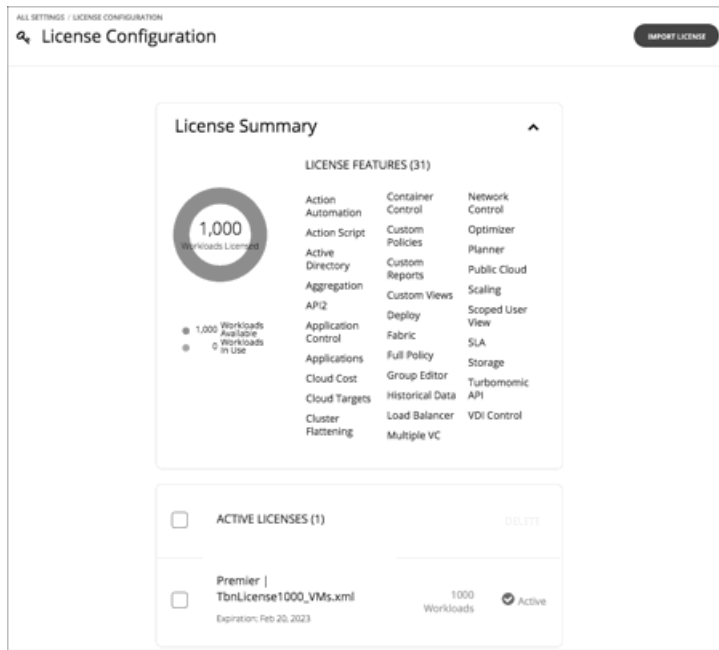 ALL SETTINGS / LICENSE CONFIGURATION
License Configuration
IMPORT LICENSE
License Summary
1,000
Workloads Licensed
1,000 Workloads
Available
0 Workloads
In Use
LICENSE FEATURES (31)
Action
Automation
Action Script
Active
Directory
Aggregation
API2
Application
Control
Applications
Cloud Cost
Cloud Targets
Cluster
Flattening
Container
Control
Custom
Policies
Custom
Reports
Custom Views
Deploy
Fabric
Full Policy
Group Editor
Historical Data
Load Balancer
Multiple VC
Network
Control
Optimizer
Planner
Public Cloud
Scaling
Scoped User
View
SLA
Storage
Turbomomic
API
VDI Control
ACTIVE LICENSES (1)
DELETE
Premier |
TbnLicense1000_VMs.xml
Expiration: Feb 20, 2023
1000
Workloads
Active